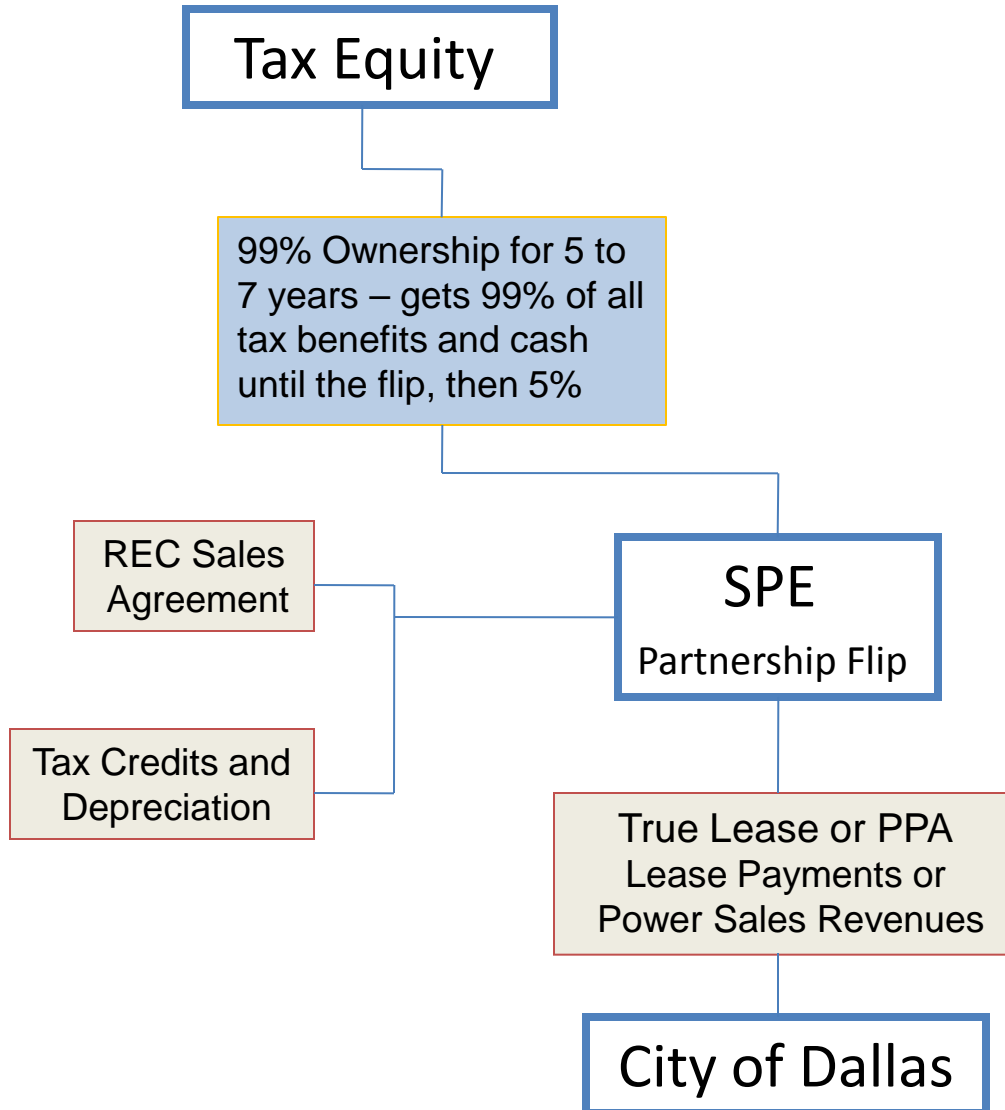 Tax Equity
99% Ownership for 5 to
7 years – gets 99% of all
tax benefits and cash
until the flip, then 5%
REC Sales
Agreement
SPE
Partnership Flip
Tax Credits and
Depreciation
True Lease or PPA
Lease Payments or
Power Sales Revenues
City of Dallas